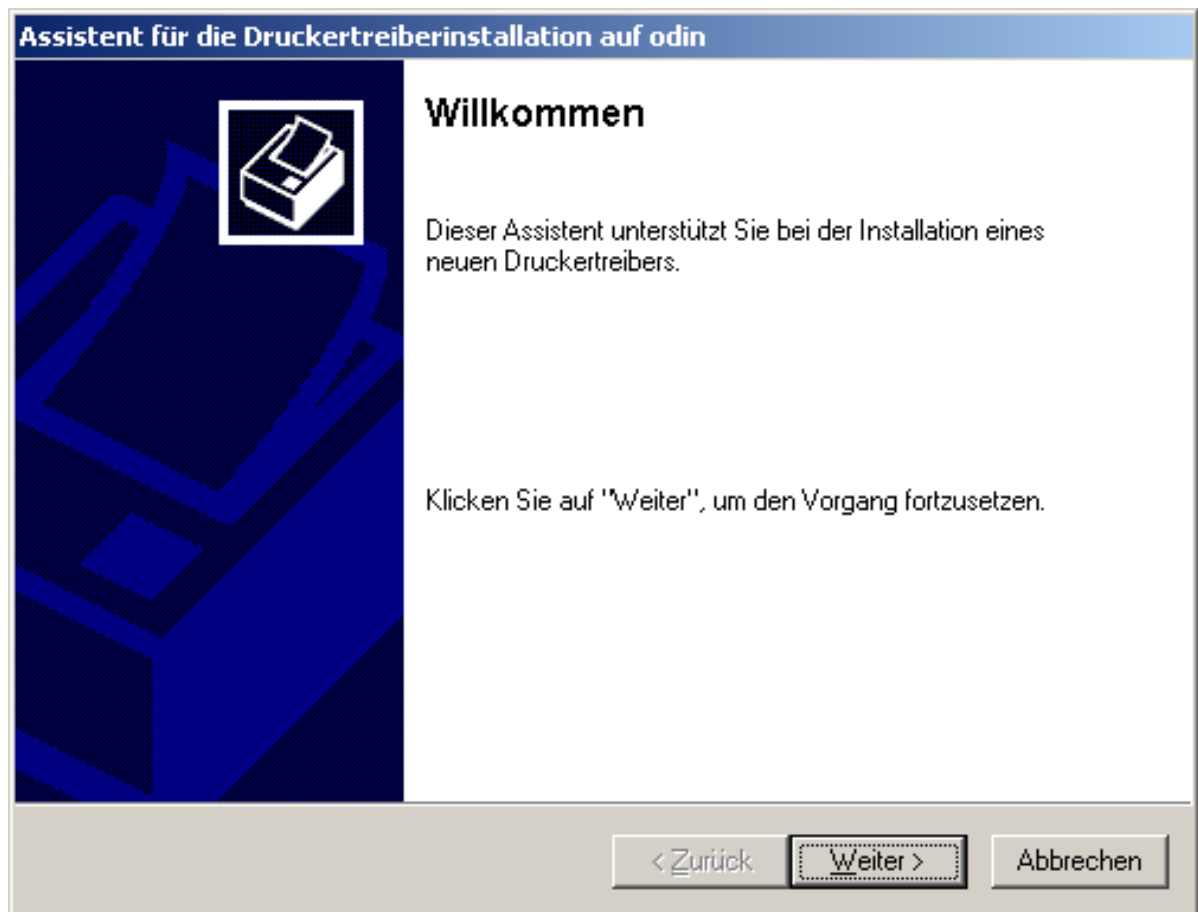 Assistent für die Druckertreiberinstallation auf odin
Willkommen
Dieser Assistent unterstützt Sie bei der Installation eines
neuen Druckertreibers.
Klicken Sie auf "Weiter", um den Vorgang fortzusetzen.
< Zurück
Weiter >
Abbrechen